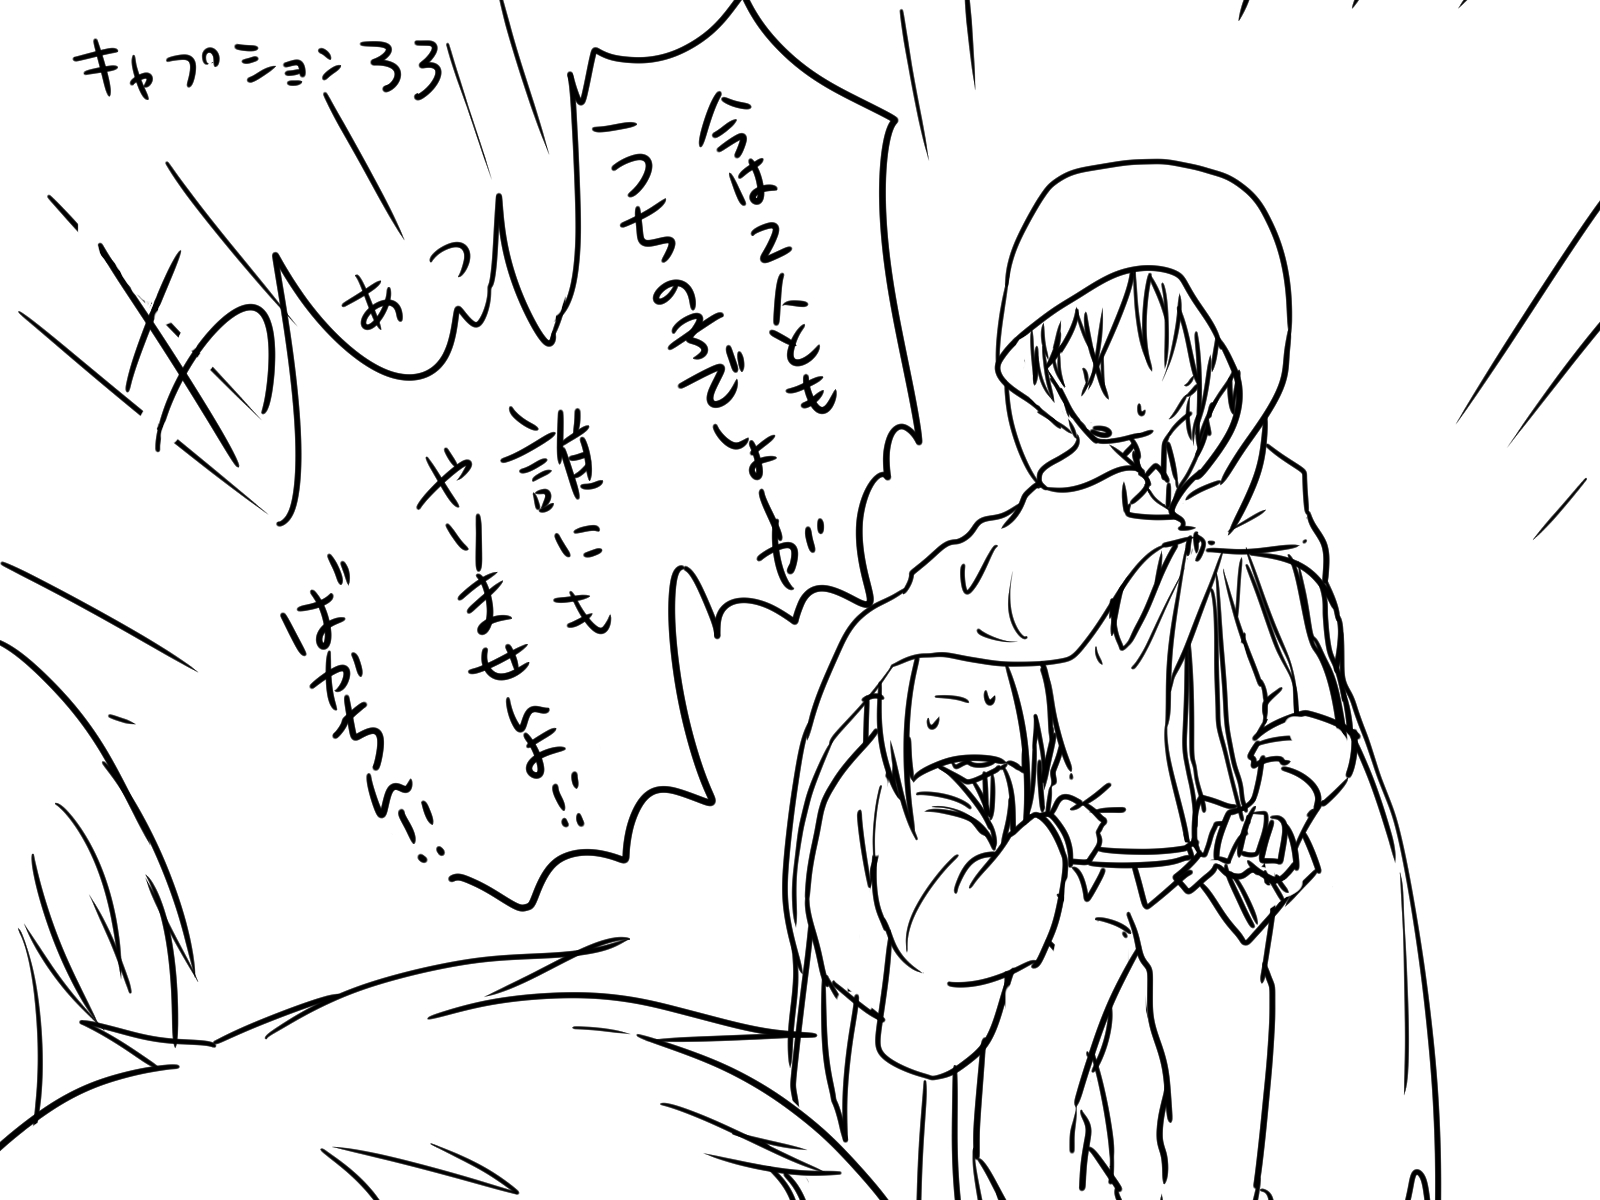 キャプション33
今は2人とも
うちの子でしょーが
あっ
誰にも
やりませんよ!!
ばかちん!!